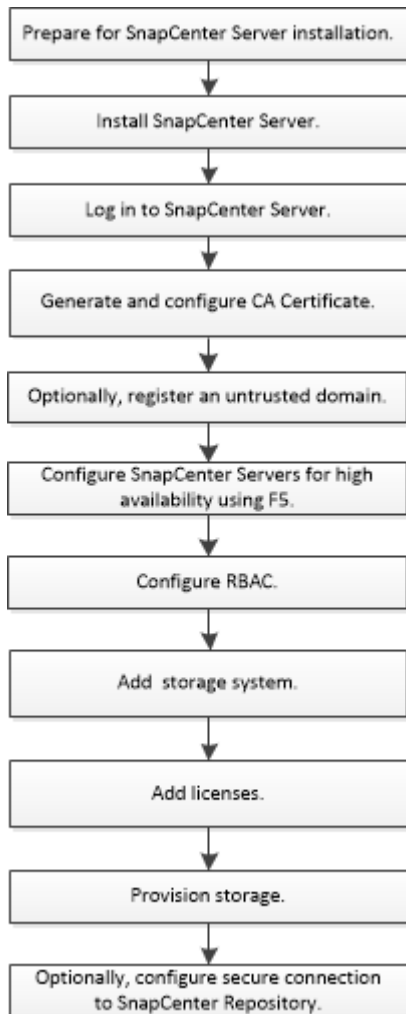 Prepare for SnapCenter Server installation.
Install SnapCenter Server.
Log in to SnapCenter Server.
Generate and configure CA Certificate.
Optionally, register an untrusted domain.
Configure SnapCenter Servers for high
availability using F5.
Configure RBAC.
Add storage system.
Add licenses.
Provision storage.
Optionally, configure secure connection
to SnapCenter Repository.